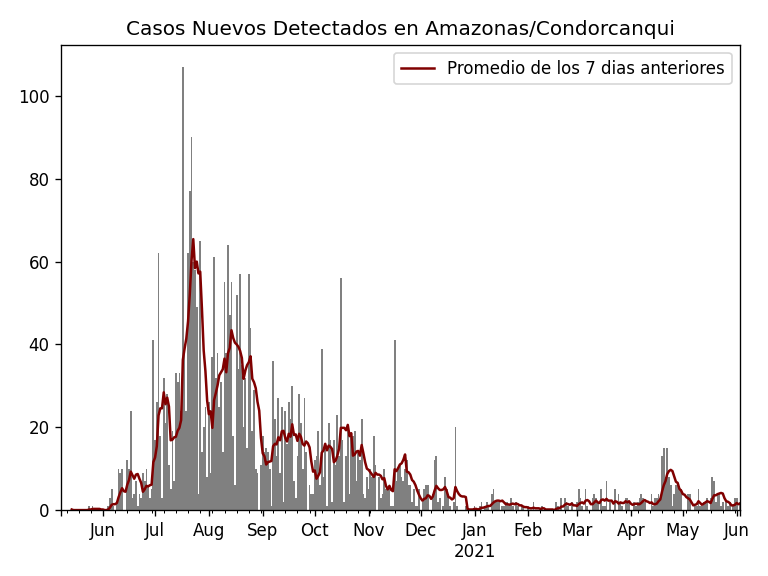 Casos Nuevos Detectados en Amazonas/Condorcanqui
Promedio de los 7 dias anteriores
100
80
60
40
20
0
Jun Jul Aug Sep Oct Nov Dec Jan Feb Mar Apr May Jun
2021